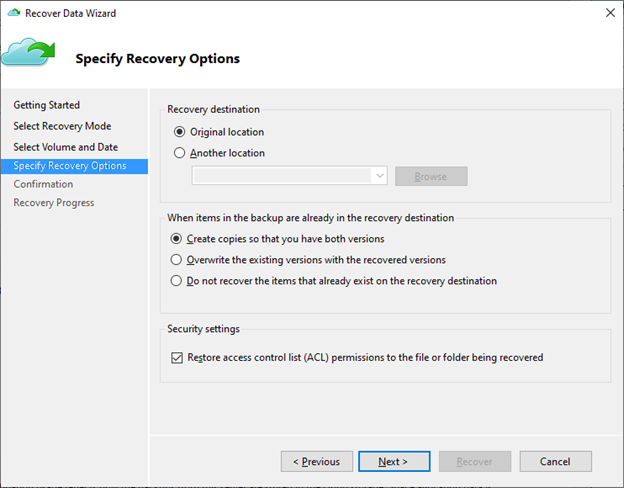 Recover Data Wizard
Specify Recovery Options
Getting Started
Select Recovery Mode
Select Volume and Date
Specify Recovery Options
Confirmation
Recovery Progress
Recovery destination
Original location
Another location
Browse
When items in the backup are already in the recovery destination
Create copies so that you have both versions
Overwrite the existing versions with the recovered versions
Do not recover the items that already exist on the recovery destination
Security settings
Restore access control list (ACL) permissions to the file or folder being recovered
< Previous
Next >
Recover
Cancel